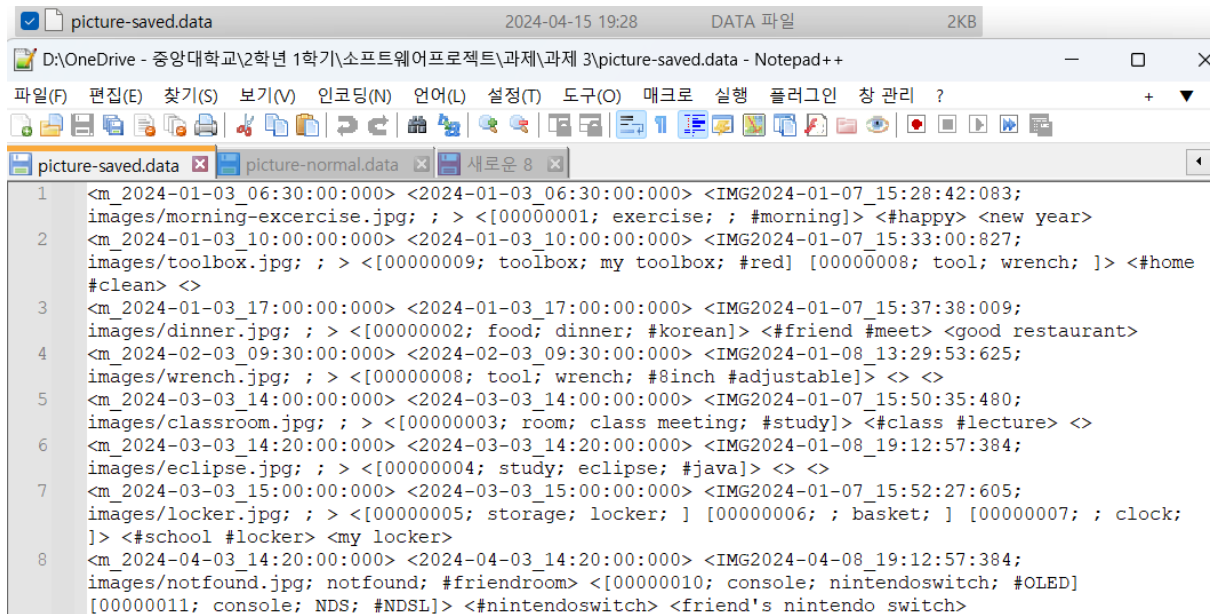 picture-saved.data 2024-04-15 19:28 DATA 파일 2KB
D:\OneDrive - 중앙대학교\2학년 1학기\소프트웨어프로젝트\과제\과제 3\picture-saved.data - Notepad++
파일(F) 편집(E) 찾기(S) 보기(V) 인코딩(N) 언어(L) 설정(T) 도구(O) 매크로 실행 플러그인 창 관리 ? + ▼
picture-saved.data picture-normal.data 새로운 8
1 <m_2024-01-03_06:30:00:000> <2024-01-03_06:30:00:000> <IMG2024-01-07_15:28:42:083;
images/morning-excercise.jpg; ; > <[00000001; exercise; ; #morning]> <#happy> <new year>
2 <m_2024-01-03_10:00:00:000> <2024-01-03_10:00:00:000> <IMG2024-01-07_15:33:00:827;
images/toolbox.jpg; ; > <[00000009; toolbox; my toolbox; #red] [00000008; tool; wrench; ]> <#home
#clean> <>
3 <m_2024-01-03_17:00:00:000> <2024-01-03_17:00:00:000> <IMG2024-01-07_15:37:38:009;
images/dinner.jpg; ; > <[00000002; food; dinner; #korean]> <#friend #meet> <good restaurant>
4 <m_2024-02-03_09:30:00:000> <2024-02-03_09:30:00:000> <IMG2024-01-08_13:29:53:625;
images/wrench.jpg; ; > <[00000008; tool; wrench; #8inch #adjustable]> <> <>
5 <m_2024-03-03_14:00:00:000> <2024-03-03_14:00:00:000> <IMG2024-01-07_15:50:35:480;
images/classroom.jpg; ; > <[00000003; room; class meeting; #study]> <#class #lecture> <>
6 <m_2024-03-03_14:20:00:000> <2024-03-03_14:20:00:000> <IMG2024-01-08_19:12:57:384;
images/eclipse.jpg; ; > <[00000004; study; eclipse; #java]> <> <>
7 <m_2024-03-03_15:00:00:000> <2024-03-03_15:00:00:000> <IMG2024-01-07_15:52:27:605;
images/locker.jpg; ; > <[00000005; storage; locker; ] [00000006; ; basket; ] [00000007; ; clock;
]> <#school #locker> <my locker>
8 <m_2024-04-03_14:20:00:000> <2024-04-03_14:20:00:000> <IMG2024-04-08_19:12:57:384;
images/notfound.jpg; notfound; #friendroom> <[00000010; console; nintendoswitch; #OLED]
[00000011; console; NDS; #NDSL]> <#nintendoswitch> <friend's nintendo switch>